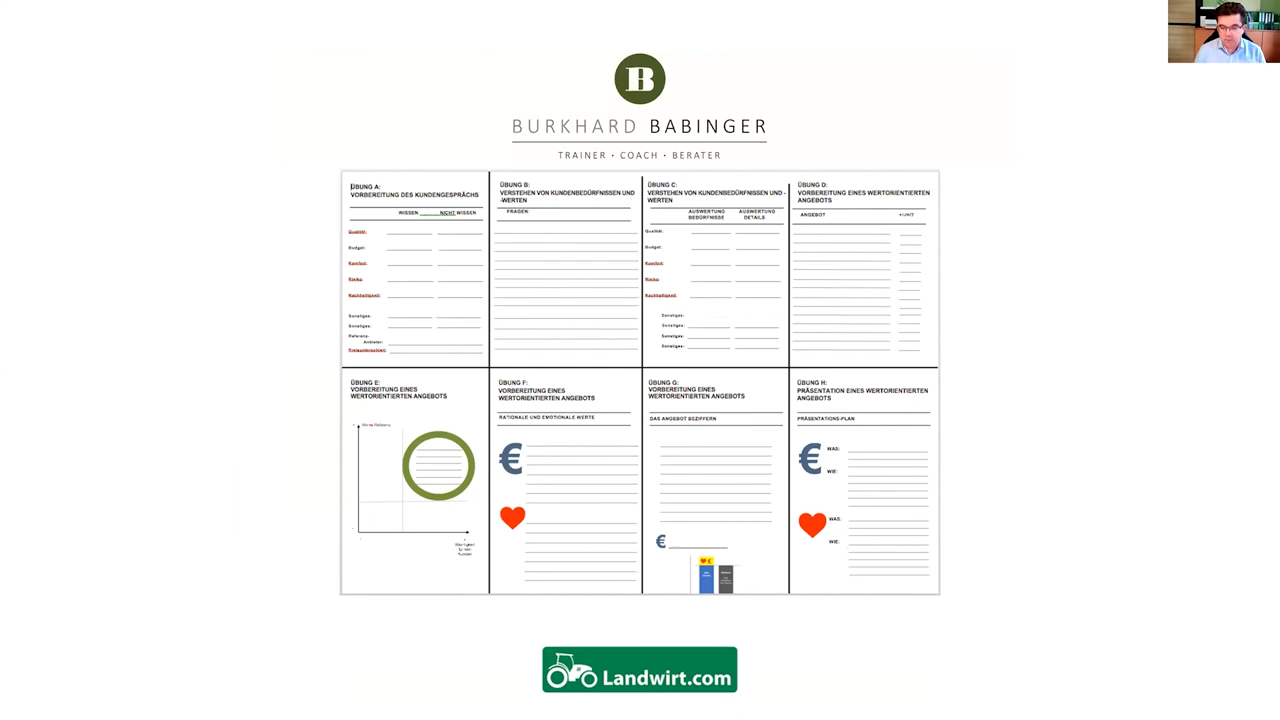 B
BURKHARD BABINGER
TRAINER • COACH • BERATER
ÜBUNG A:
VORBEREITUNG DES KUNDENGESPRÄCHS
WISSEN NICHT WISSEN
Qualität:
Budget:
Komfort:
Risiko:
Nachhaltigkeit:
Sonstiges:
Sonstiges:
Referenz-
Anbieter:
ÜBUNG B:
VERSTEHEN VON KUNDENBEDÜRFNISSEN UND
-WERTEN
FRAGEN:
ÜBUNG C:
VERSTEHEN VON KUNDENBEDÜRFNISSEN UND -
WERTEN
AUSWERTUNG AUSWERTUNG
BEDÜRFNISSE DETAILS
Qualität:
Budget:
Komfort:
Risiko:
Nachhaltigkeit:
Sonstiges:
Sonstiges:
Sonstiges:
Sonstiges:
ÜBUNG D:
VORBEREITUNG EINES WERTORIENTIERTEN
ANGEBOTS
ANGEBOT
ÜBUNG E:
VORBEREITUNG EINES
WERTORIENTIERTEN ANGEBOTS
ÜBUNG F:
VORBEREITUNG EINES
WERTORIENTIERTEN ANGEBOTS
RATIONALE UND EMOTIONALE WERTE
€
ÜBUNG G:
VORBEREITUNG EINES
WERTORIENTIERTEN ANGEBOTS
DAS ANGEBOT BEZIFFERN
€
ÜBUNG H:
PRÄSENTATION EINES WERTORIENTIERTEN
ANGEBOTS
PRÄSENTATIONS-PLAN
€
WAS:
WIE:
WAS:
WIE:
Landwirt.com